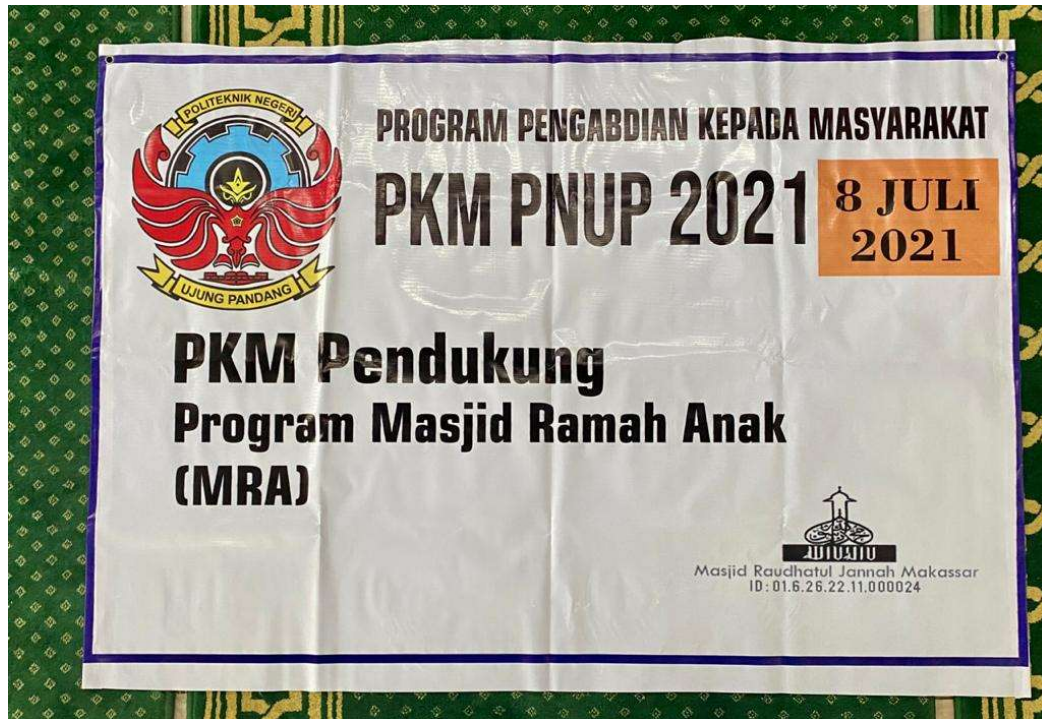 POLITEKNIK NEGERI
UJUNG PANDANG
PROGRAM PENGABDIAN KEPADA MASYARAKAT
PKM PNUP 2021
8 JULI
2021
PKM Pendukung
Program Masjid Ramah Anak
(MRA)
Masjid Raudhatul Jannah Makassar
ID:01.6.26.22.11.000024